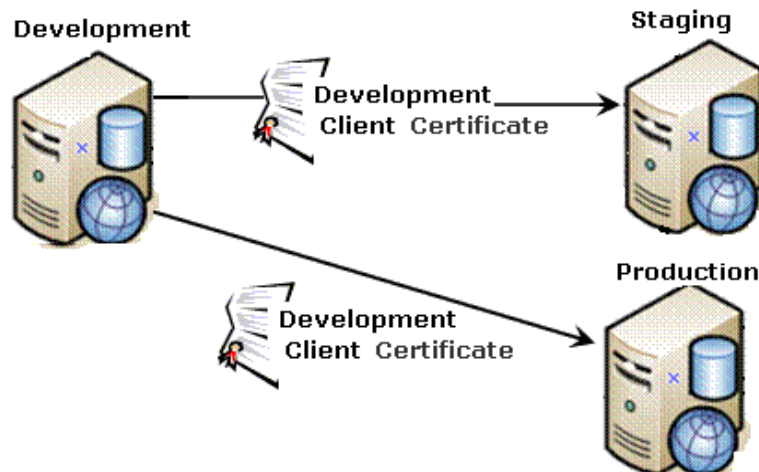 Development
Staging
Development
Client Certificate
Production
Development
Client Certificate